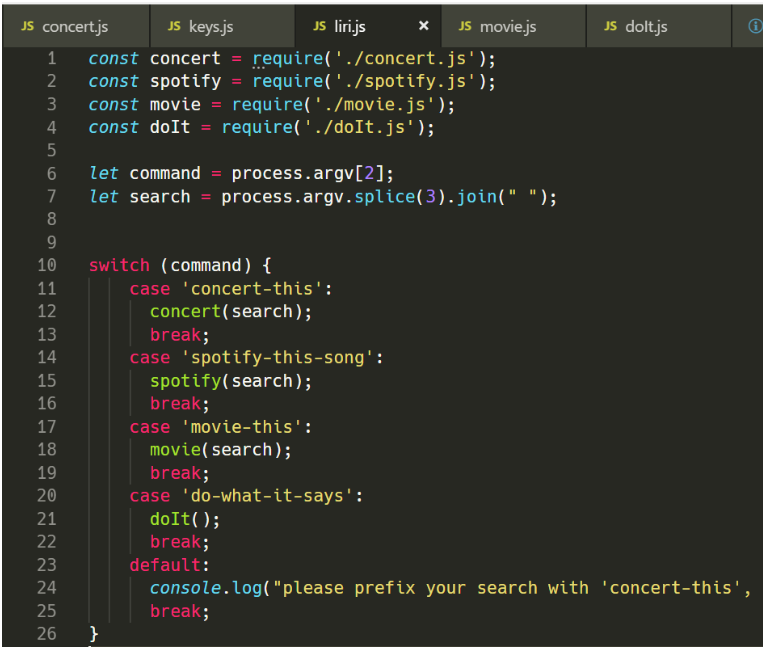 JS concert.js JS keys.js JS liri.js × JS movie.js JS doIt.js
1 const concert = require('./concert.js');
2 const spotify = require('./spotify.js');
3 const movie = require('./movie.js');
4 const doIt = require('./doIt.js');
5
6 let command = process.argv[2];
7 let search = process.argv.splice(3).join(" ");
8
9
10 switch (command) {
11 case 'concert-this':
12 concert(search);
13 break;
14 case 'spotify-this-song':
15 spotify(search);
16 break;
17 case 'movie-this':
18 movie(search);
19 break;
20 case 'do-what-it-says':
21 doIt();
22 break;
23 default:
24 console.log("please prefix your search with 'concert-this',
25 break;
26 }